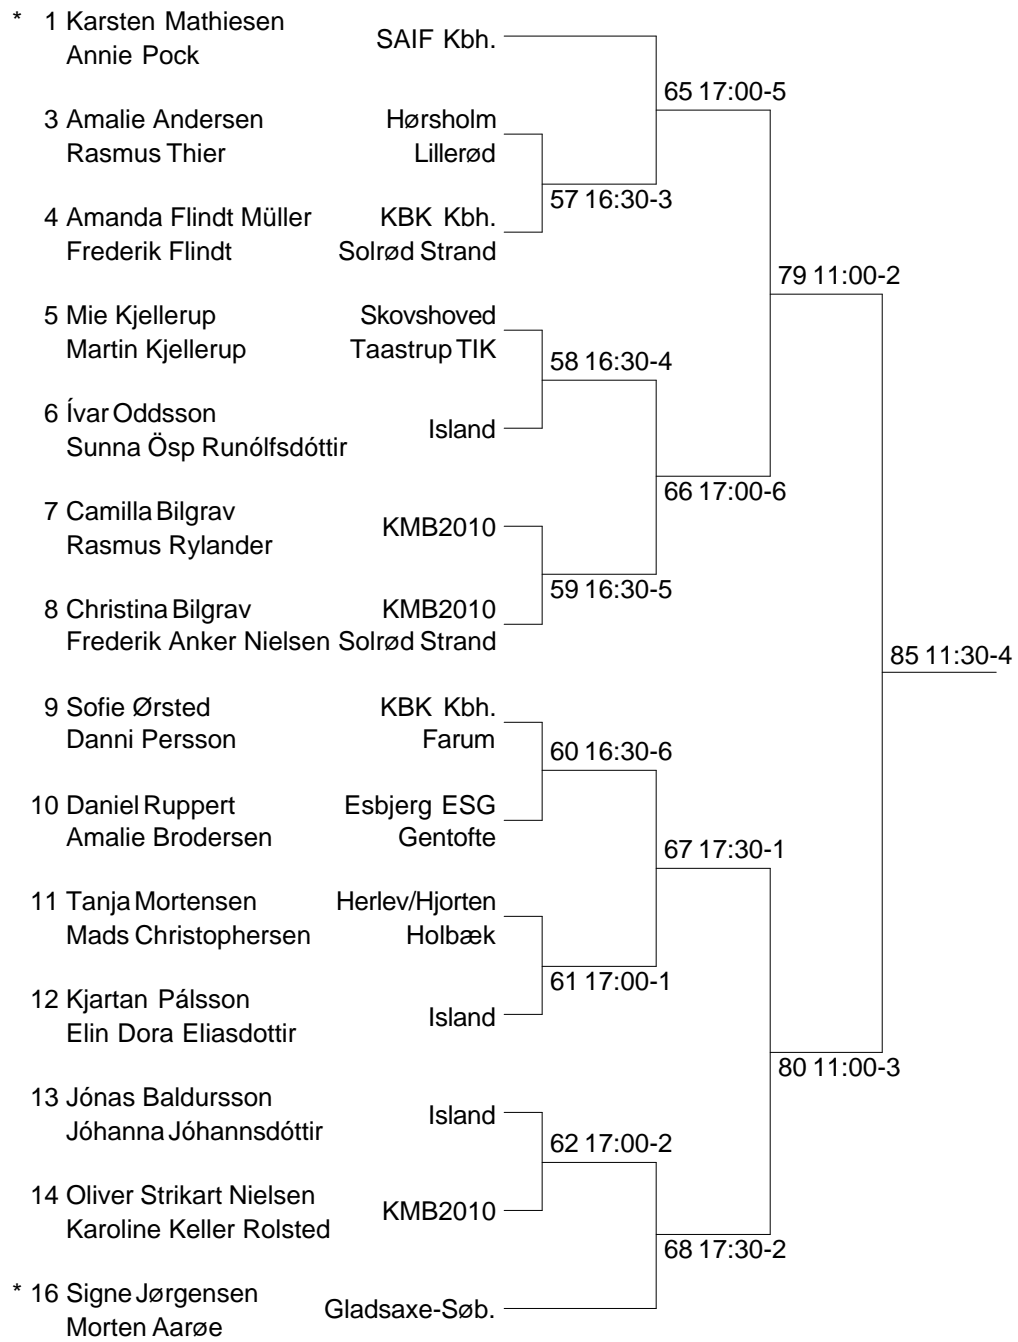 * 1 Karsten Mathiesen SAIF Kbh.
Annie Pock
65 17:00-5
3 Amalie Andersen Hørsholm
Rasmus Thier Lillerød
57 16:30-3
4 Amanda Flindt Müller KBK Kbh.
Frederik Flindt Solrød Strand
79 11:00-2
5 Mie Kjellerup Skovshoved
Martin Kjellerup Taastrup TIK
58 16:30-4
6 Ívar Oddsson Island
Sunna Ösp Runólfsdóttir
66 17:00-6
7 Camilla Bilgrav KMB2010
Rasmus Rylander
59 16:30-5
8 Christina Bilgrav KMB2010
Frederik Anker Nielsen Solrød Strand
85 11:30-4
9 Sofie Ørsted KBK Kbh.
Danni Persson Farum
60 16:30-6
10 Daniel Ruppert Esbjerg ESG
Amalie Brodersen Gentofte
67 17:30-1
11 Tanja Mortensen Herlev/Hjorten
Mads Christophersen Holbæk
61 17:00-1
12 Kjartan Pálsson Island
Elin Dora Eliasdottir
80 11:00-3
13 Jónas Baldursson Island
Jóhanna Jóhannsdóttir
62 17:00-2
14 Oliver Strikart Nielsen KMB2010
Karoline Keller Rolsted
68 17:30-2
* 16 Signe Jørgensen Gladsaxe-Søb.
Morten Aarøe